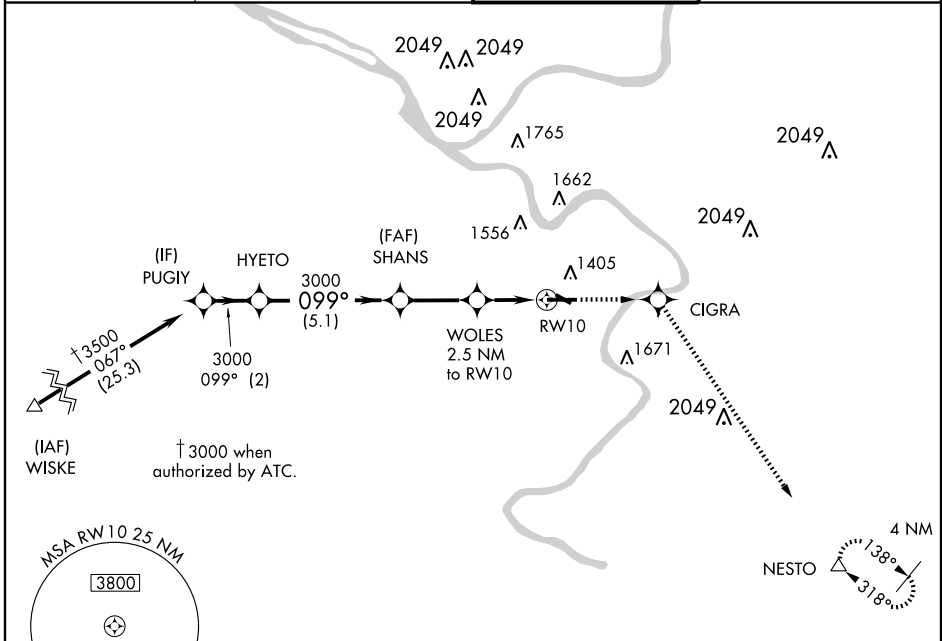 2049
2049
2049
1765
2049
1662
2049
1556
(IF)
PUGIY
HYETO
(FAF)
SHANS
1405
3000
099°
(5.1)
CIGRA
RW10
WOLES
2.5 NM
to RW10
†3500
067°
(25.3)
3000
099° (2)
1671
2049
(IAF)
WISKE
†3000 when
authorized by ATC.
MSA RW10 25 NM
3800
4 NM
NESTO
138°
318°